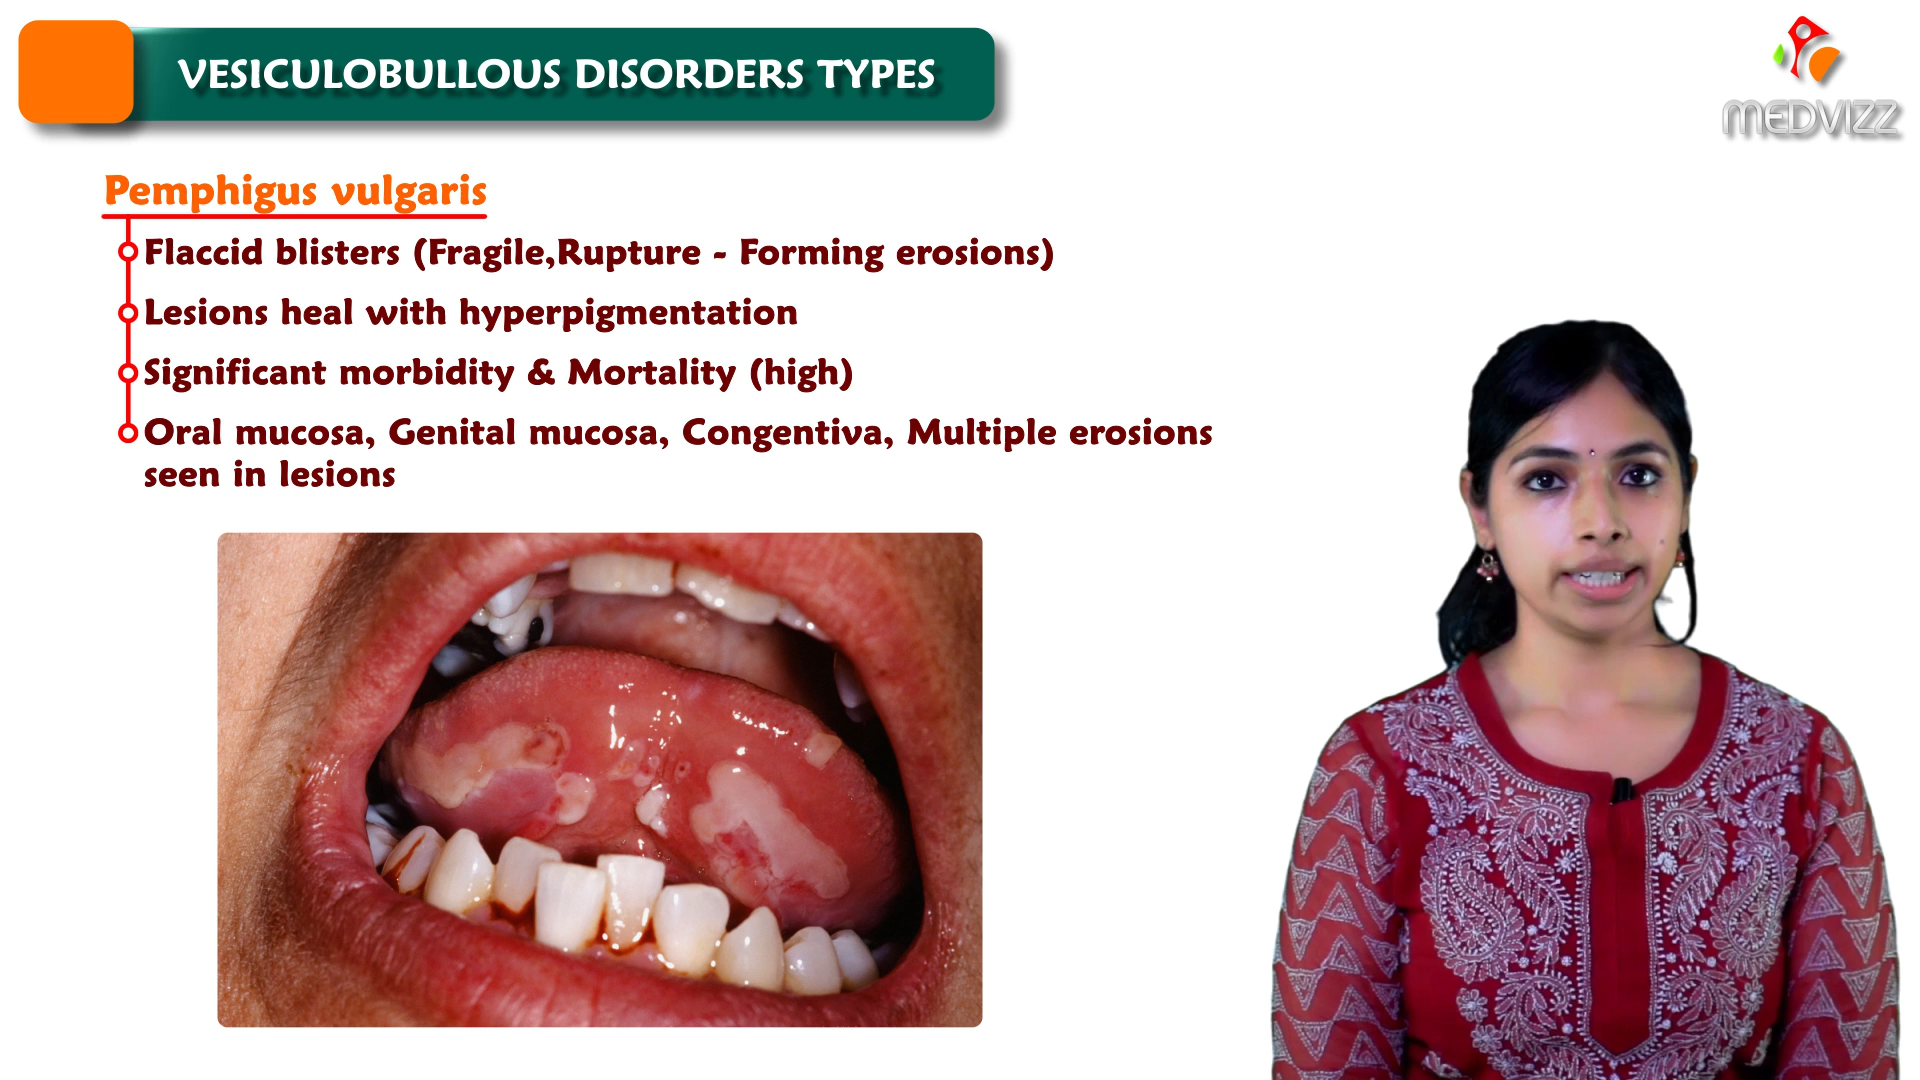 VESICULOBULLOUS DISORDERS TYPES
MEDVIZZ
Pemphigus vulgaris
Flaccid blisters (Fragile,Rupture - Forming erosions)
Lesions heal with hyperpigmentation
Significant morbidity & Mortality (high)
Oral mucosa, Genital mucosa, Congentiva, Multiple erosions
seen in lesions